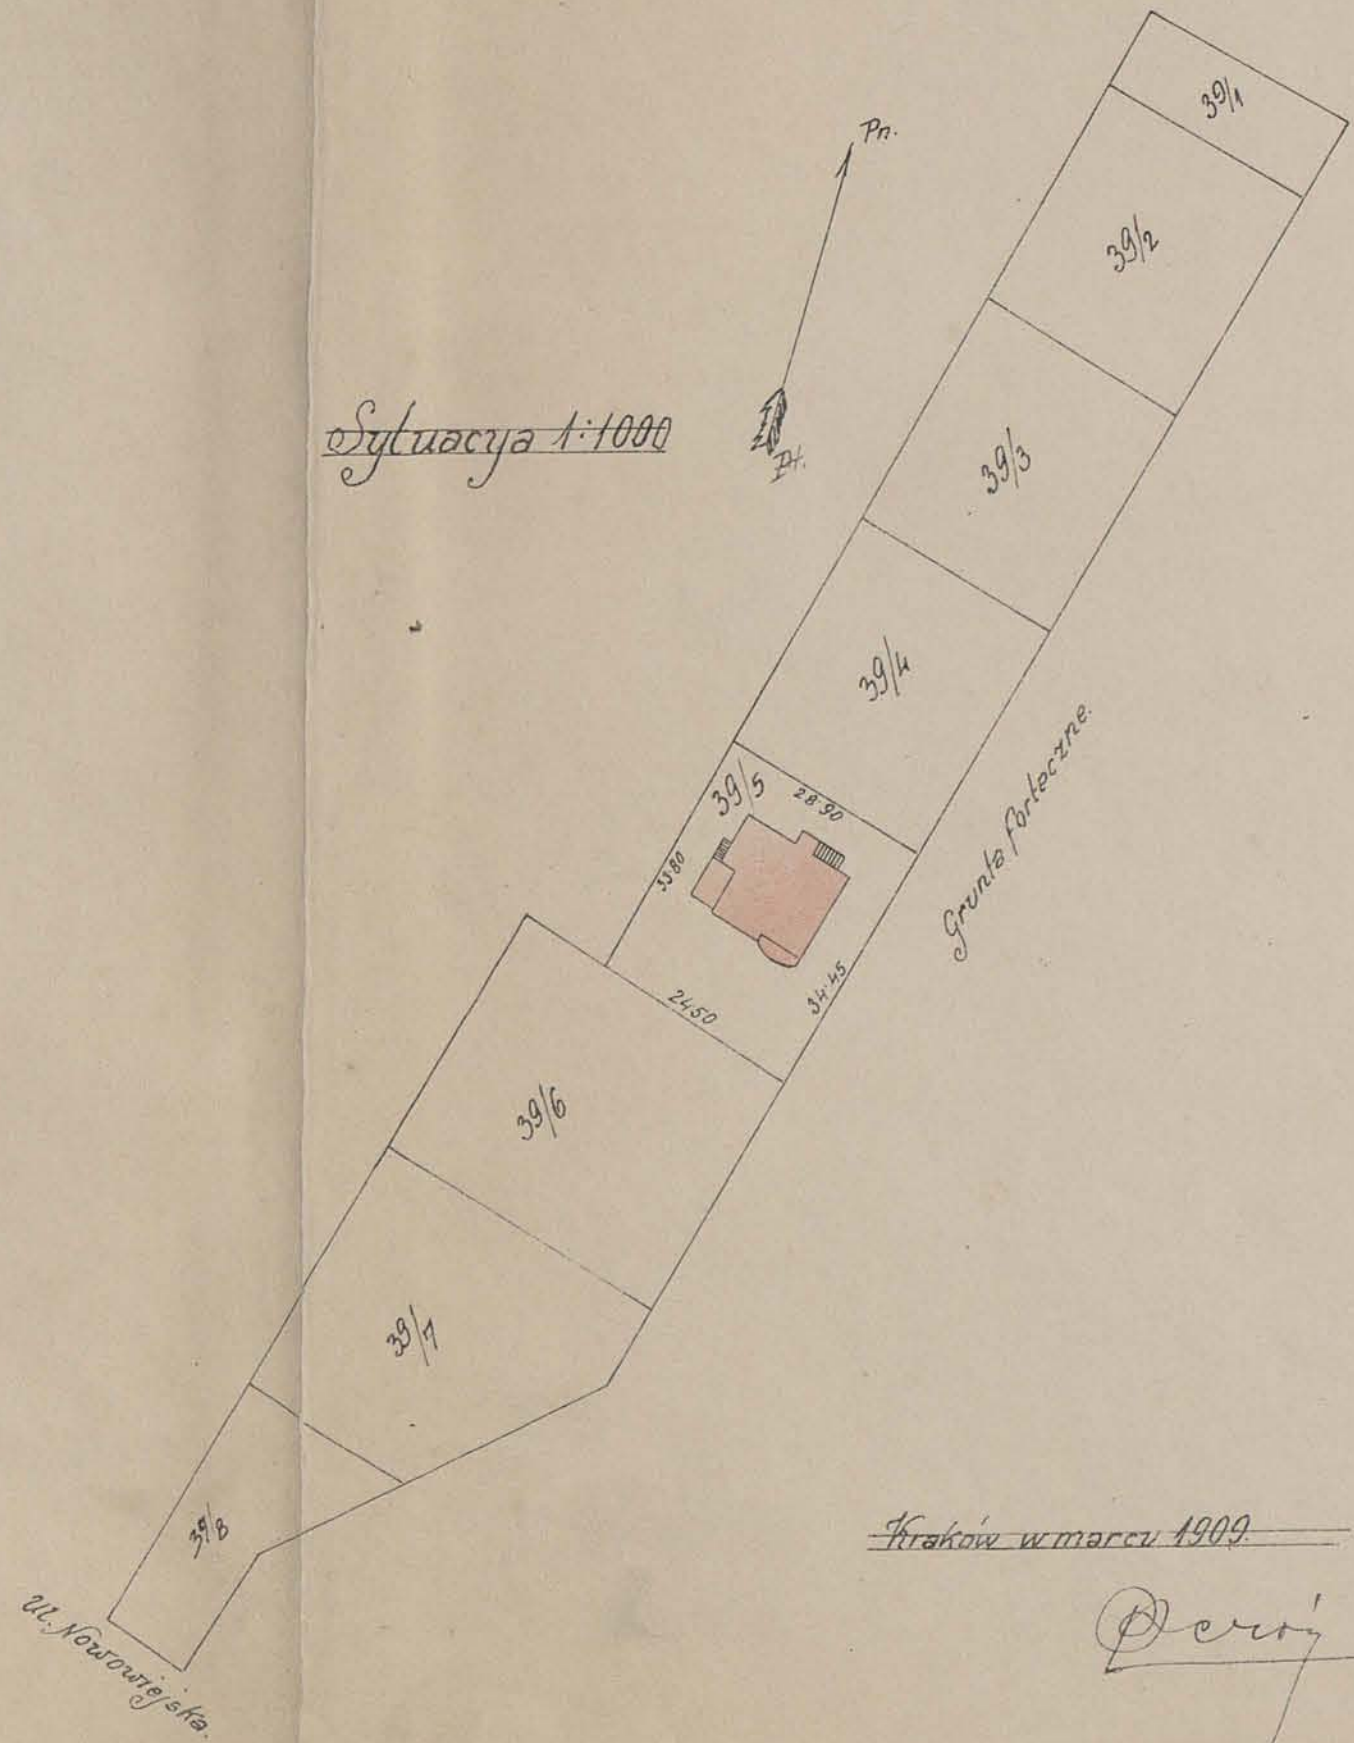 39/1
Pn.
39/2
Sytuacya 1:1000
39/3
39/4
39/5
28·90
33·80
Grunta forteczne.
34·45
24·50
39/6
39/7
39/8
Ul. Nowowiejska.
Kraków w marcu 1909.